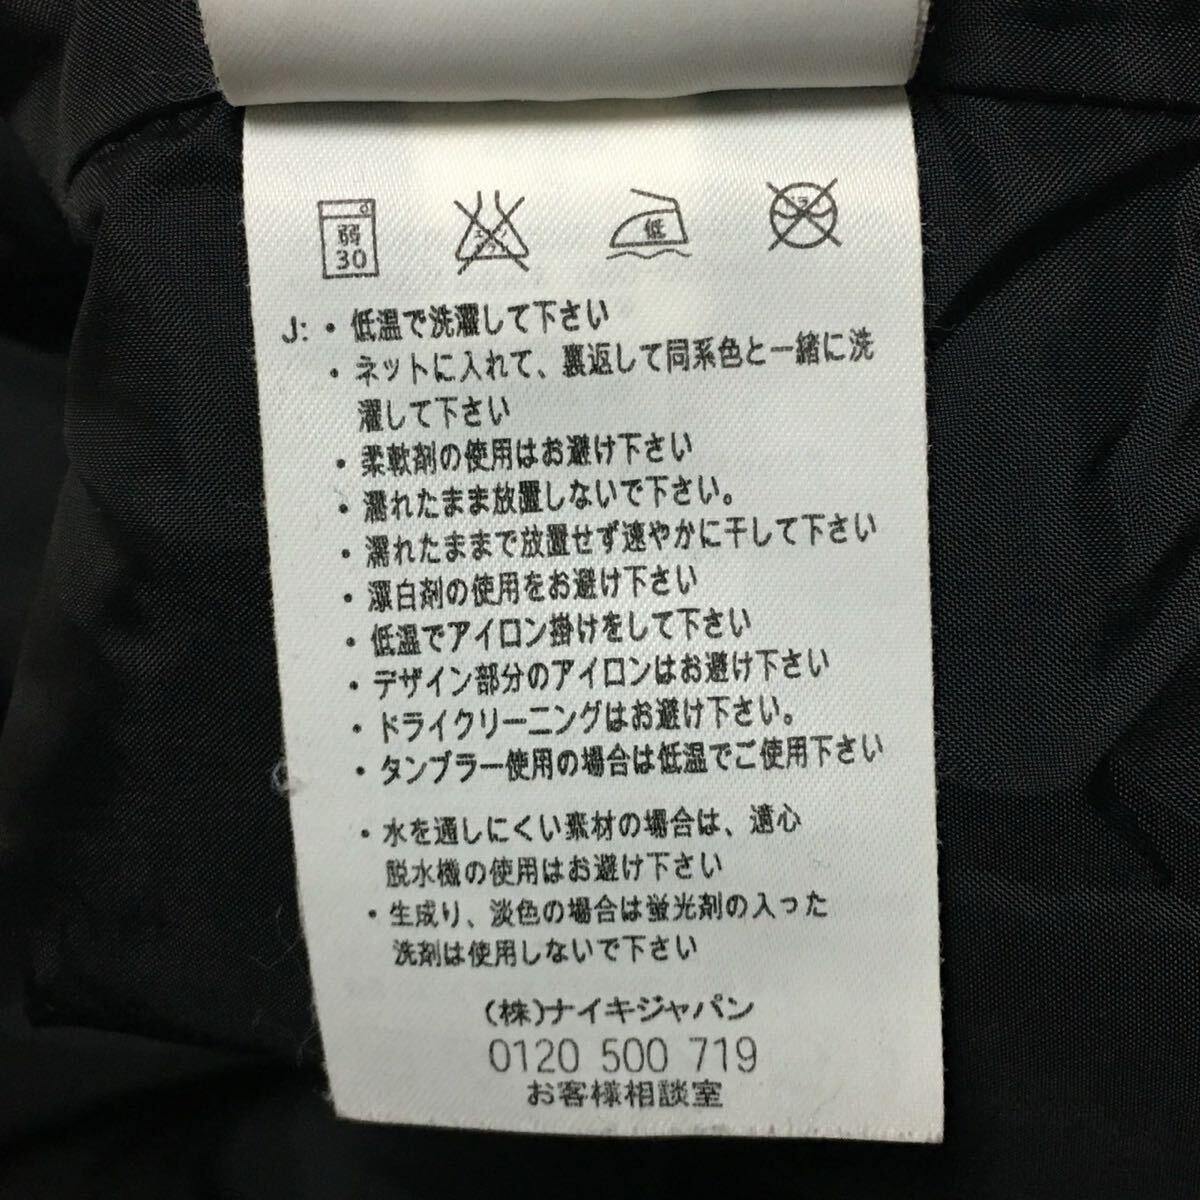 弱
30
エンソ
サラシ
低
ドライ
J: ・低温で洗濯して下さい
・ネットに入れて、裏返して同系色と一緒に洗
濯して下さい
・柔軟剤の使用はお避け下さい
・濡れたまま放置しないで下さい。
・濡れたままで放置せず速やかに干して下さい
・漂白剤の使用をお避け下さい
・低温でアイロン掛けをして下さい
・デザイン部分のアイロンはお避け下さい
・ドライクリーニングはお避け下さい。
・タンブラー使用の場合は低温でご使用下さい
・水を通しにくい素材の場合は、遠心
脱水機の使用はお避け下さい
・生成り、淡色の場合は蛍光剤の入った
洗剤は使用しないで下さい
(株)ナイキジャパン
0120 500 719
お客様相談室